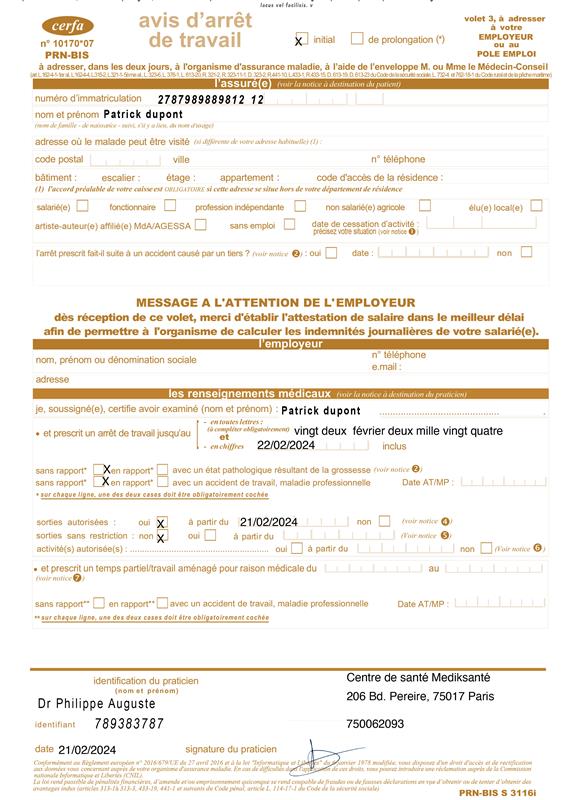 locus vel facilisis. v
cerfa
n° 10170*07
PRN-BIS
avis d'arrêt
de travail
X initial
de prolongation (*)
volet 3, à adresser
à votre
EMPLOYEUR
ou au
POLE EMPLOI
à adresser, dans les deux jours, à l'organisme d'assurance maladie, à l'aide de l'enveloppe M. ou Mme le Médecin-Conseil
l'assuré(e) (voir la notice à destination du patient)
numéro d'immatriculation 2787989889812 12
nom et prénom Patrick dupont
(nom de famille - de naissance - suivi, s'il y a lieu, du nom d'usage)
adresse où le malade peut être visité (si différente de votre adresse habituelle) (1) :
code postal ville n° téléphone
bâtiment : escalier : étage : appartement : code d'accès de la résidence :
(1) l'accord préalable de votre caisse est OBLIGATOIRE si cette adresse se situe hors de votre département de résidence
salarié(e) fonctionnaire profession indépendante non salarié(e) agricole élu(e) local(e)
artiste-auteur(e) affilié(e) MdA/AGESSA sans emploi date de cessation d'activité :
précisez votre situation (voir notice 1)
l'arrêt prescrit fait-il suite à un accident causé par un tiers ? (voir notice 2) : oui date : non
MESSAGE A L'ATTENTION DE L'EMPLOYEUR
dès réception de ce volet, merci d'établir l'attestation de salaire dans le meilleur délai
afin de permettre à l'organisme de calculer les indemnités journalières de votre salarié(e).
l'employeur
nom, prénom ou dénomination sociale n° téléphone
e.mail :
adresse
les renseignements médicaux (voir la notice à destination du praticien)
je, soussigné(e), certifie avoir examiné (nom et prénom) : Patrick dupont
- en toutes lettres :
(à compléter obligatoirement) vingt deux février deux mille vingt quatre
• et prescrit un arrêt de travail jusqu'au
et
- en chiffres 22/02/2024 inclus
sans rapport* X en rapport* avec un état pathologique résultant de la grossesse (voir notice 2)
sans rapport* X en rapport* avec un accident de travail, maladie professionnelle Date AT/MP :
* sur chaque ligne, une des deux cases doit être obligatoirement cochée
sorties autorisées : oui X à partir du 21/02/2024 non (voir notice 4)
sorties sans restriction : non X oui à partir du (Voir notice 5)
activité(s) autorisée(s) : oui à partir du non (Voir notice 6)
• et prescrit un temps partiel/travail aménagé pour raison médicale du au
(voir notice 7)
sans rapport** en rapport** avec un accident de travail, maladie professionnelle Date AT/MP :
** sur chaque ligne, une des deux cases doit être obligatoirement cochée
identification du praticien
(nom et prénom)
Dr Philippe Auguste
identifiant 789383787
Centre de santé Mediksanté
206 Bd. Pereire, 75017 Paris
750062093
date 21/02/2024 signature du praticien
PRN-BIS S 3116i